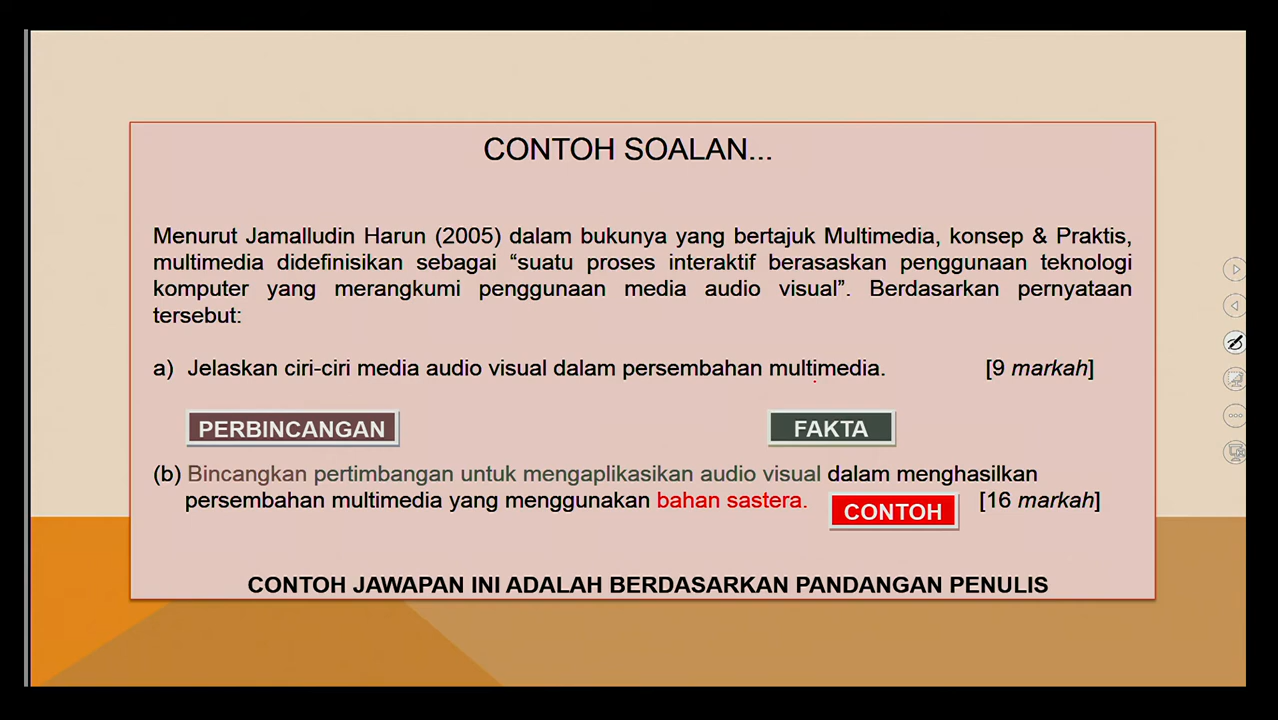 CONTOH SOALAN...
Menurut Jamalludin Harun (2005) dalam bukunya yang bertajuk Multimedia, konsep & Praktis,
multimedia didefinisikan sebagai “suatu proses interaktif berasaskan penggunaan teknologi
komputer yang merangkumi penggunaan media audio visual”. Berdasarkan pernyataan
tersebut:
a) Jelaskan ciri-ciri media audio visual dalam persembahan multimedia. [9 markah]
PERBINCANGAN FAKTA
(b) Bincangkan pertimbangan untuk mengaplikasikan audio visual dalam menghasilkan
persembahan multimedia yang menggunakan bahan sastera. CONTOH [16 markah]
CONTOH JAWAPAN INI ADALAH BERDASARKAN PANDANGAN PENULIS